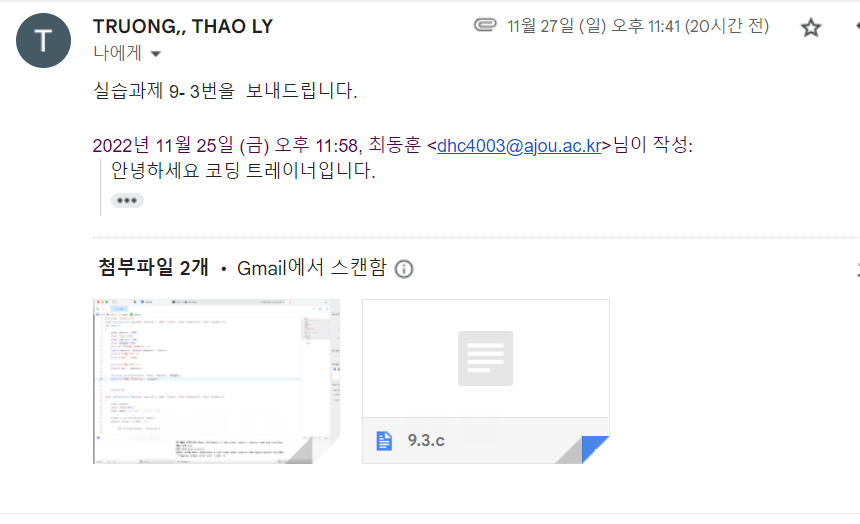 T
TRUONG,, THAO LY
11월 27일 (일) 오후 11:41 (20시간 전)
나에게
실습과제 9- 3번을 보내드립니다.
2022년 11월 25일 (금) 오후 11:58, 최동훈 <dhc4003@ajou.ac.kr>님이 작성:
안녕하세요 코딩 트레이너입니다.
첨부파일 2개 • Gmail에서 스캔함
9.3.c